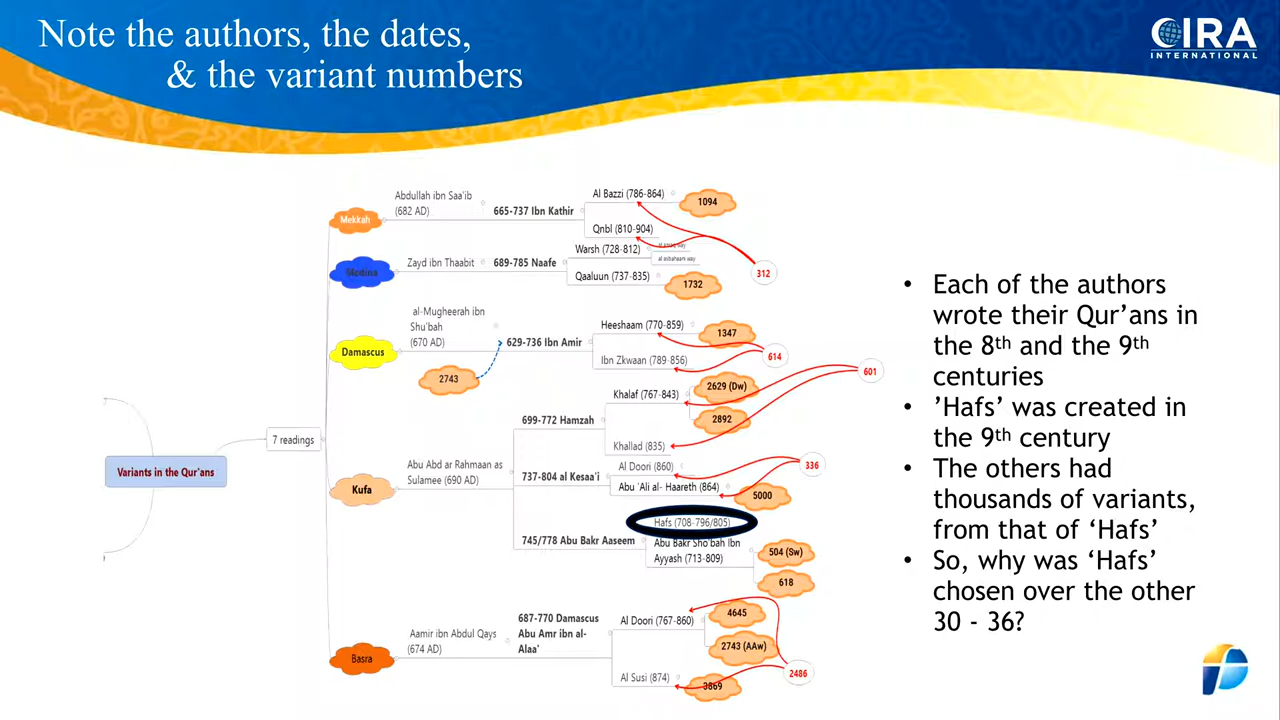 Note the authors, the dates,
& the variant numbers
CIRA
INTERNATIONAL
Variants in the Qur'ans
7 readings
Mekkah
Abdullah ibn Saa'ib
(682 AD)
665-737 Ibn Kathir
Al Bazzi (786-864)
1094
Qnbl (810-904)
312
Medina
Zayd ibn Thaabit
689-785 Naafe
Warsh (728-812)
al asbahaani way
Qaaluun (737-835)
1732
Damascus
al-Mugheerah ibn
Shu'bah
(670 AD)
2743
629-736 Ibn Amir
Heeshaam (770-859)
1347
Ibn Zkwaan (789-856)
614
Kufa
Abu Abd ar Rahmaan as
Sulamee (690 AD)
699-772 Hamzah
Khalaf (767-843)
2629 (Dw)
2892
Khallad (835)
601
737-804 al Kesaa'i
Al Doori (860)
Abu 'Ali al- Haareth (864)
5000
336
745/778 Abu Bakr Aaseem
Hafs (708-796/805)
Abu Bakr Sho'bah Ibn
Ayyash (713-809)
504 (Sw)
618
Basra
Aamir ibn Abdul Qays
(674 AD)
687-770 Damascus
Abu Amr ibn al-
Alaa'
Al Doori (767-860)
4645
2743 (AAw)
Al Susi (874)
3869
2486
• Each of the authors
wrote their Qur’ans in
the 8th and the 9th
centuries
• ’Hafs’ was created in
the 9th century
• The others had
thousands of variants,
from that of ‘Hafs’
• So, why was ‘Hafs’
chosen over the other
30 - 36?